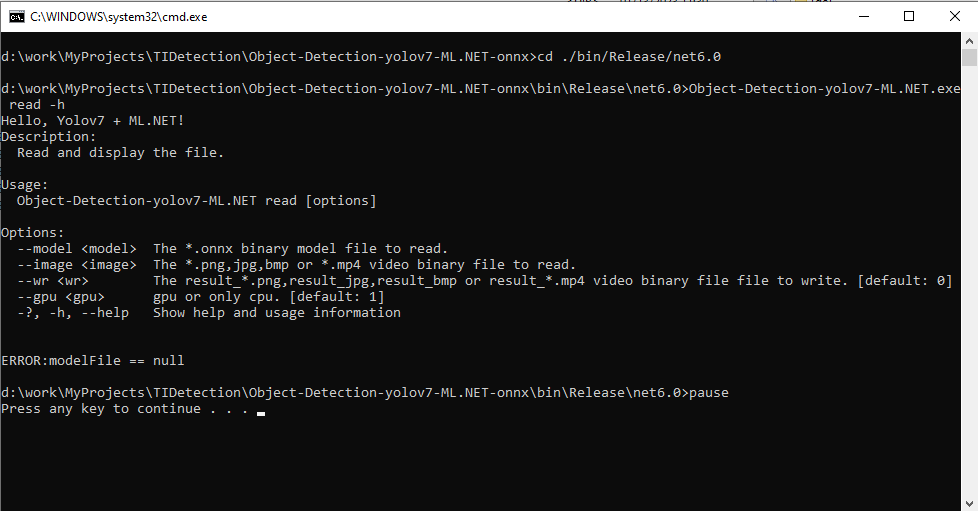 C:\WINDOWS\system32\cmd.exe
d:\work\MyProjects\TIDetection\Object-Detection-yolov7-ML.NET-onnx>cd ./bin/Release/net6.0
d:\work\MyProjects\TIDetection\Object-Detection-yolov7-ML.NET-onnx\bin\Release\net6.0>Object-Detection-yolov7-ML.NET.exe
 read -h
Hello, Yolov7 + ML.NET!
Description:
  Read and display the file.
Usage:
  Object-Detection-yolov7-ML.NET read [options]
Options:
  --model <model>  The *.onnx binary model file to read.
  --image <image>  The *.png,jpg,bmp or *.mp4 video binary file to read.
  --wr <wr>        The result_*.png,result_jpg,result_bmp or result_*.mp4 video binary file file to write. [default: 0]
  --gpu <gpu>      gpu or only cpu. [default: 1]
  -?, -h, --help   Show help and usage information
ERROR:modelFile == null
d:\work\MyProjects\TIDetection\Object-Detection-yolov7-ML.NET-onnx\bin\Release\net6.0>pause
Press any key to continue . . .